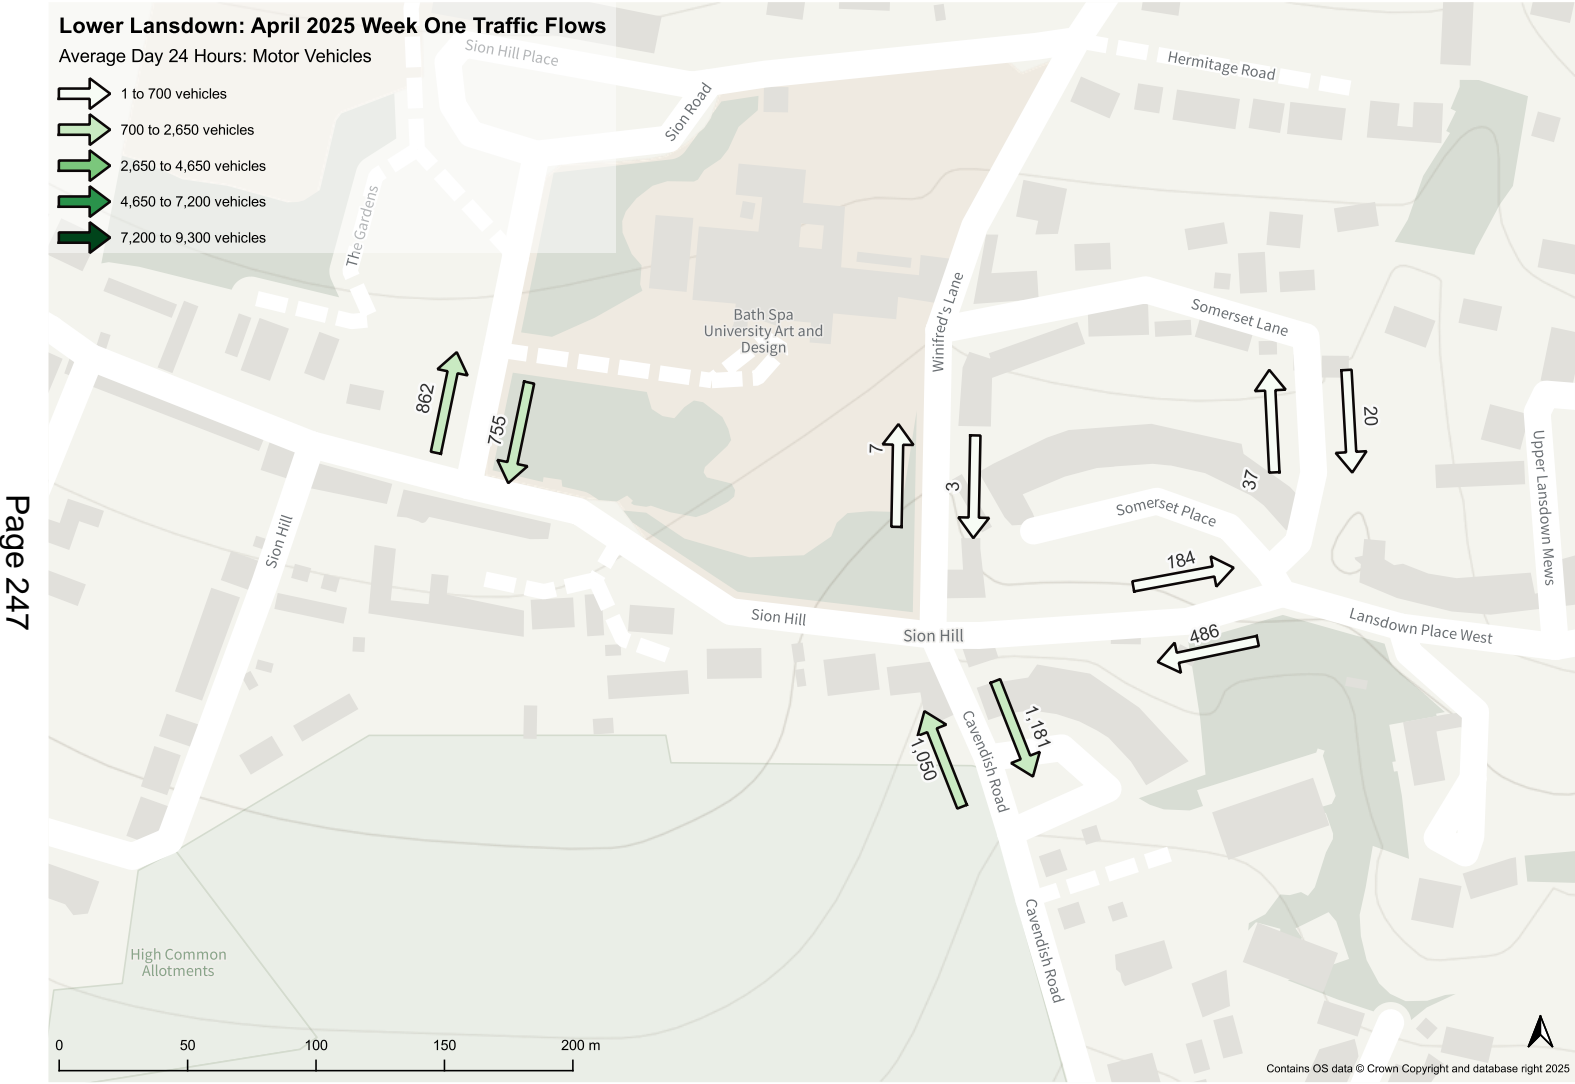 Lower Lansdown: April 2025 Week One Traffic Flows
Average Day 24 Hours: Motor Vehicles
1 to 700 vehicles
700 to 2,650 vehicles
2,650 to 4,650 vehicles
4,650 to 7,200 vehicles
7,200 to 9,300 vehicles
Sion Hill Place
Sion Road
Hermitage Road
The Gardens
Winifred's Lane
Somerset Lane
Bath Spa
University Art and
Design
862
755
7
3
37
20
Upper Lansdown Mews
Somerset Place
Page 247
Sion Hill
184
Sion Hill
Sion Hill
486
Lansdown Place West
1,050
Cavendish Road
1,181
Cavendish Road
High Common
Allotments
0
50
100
150
200 m
Contains OS data © Crown Copyright and database right 2025